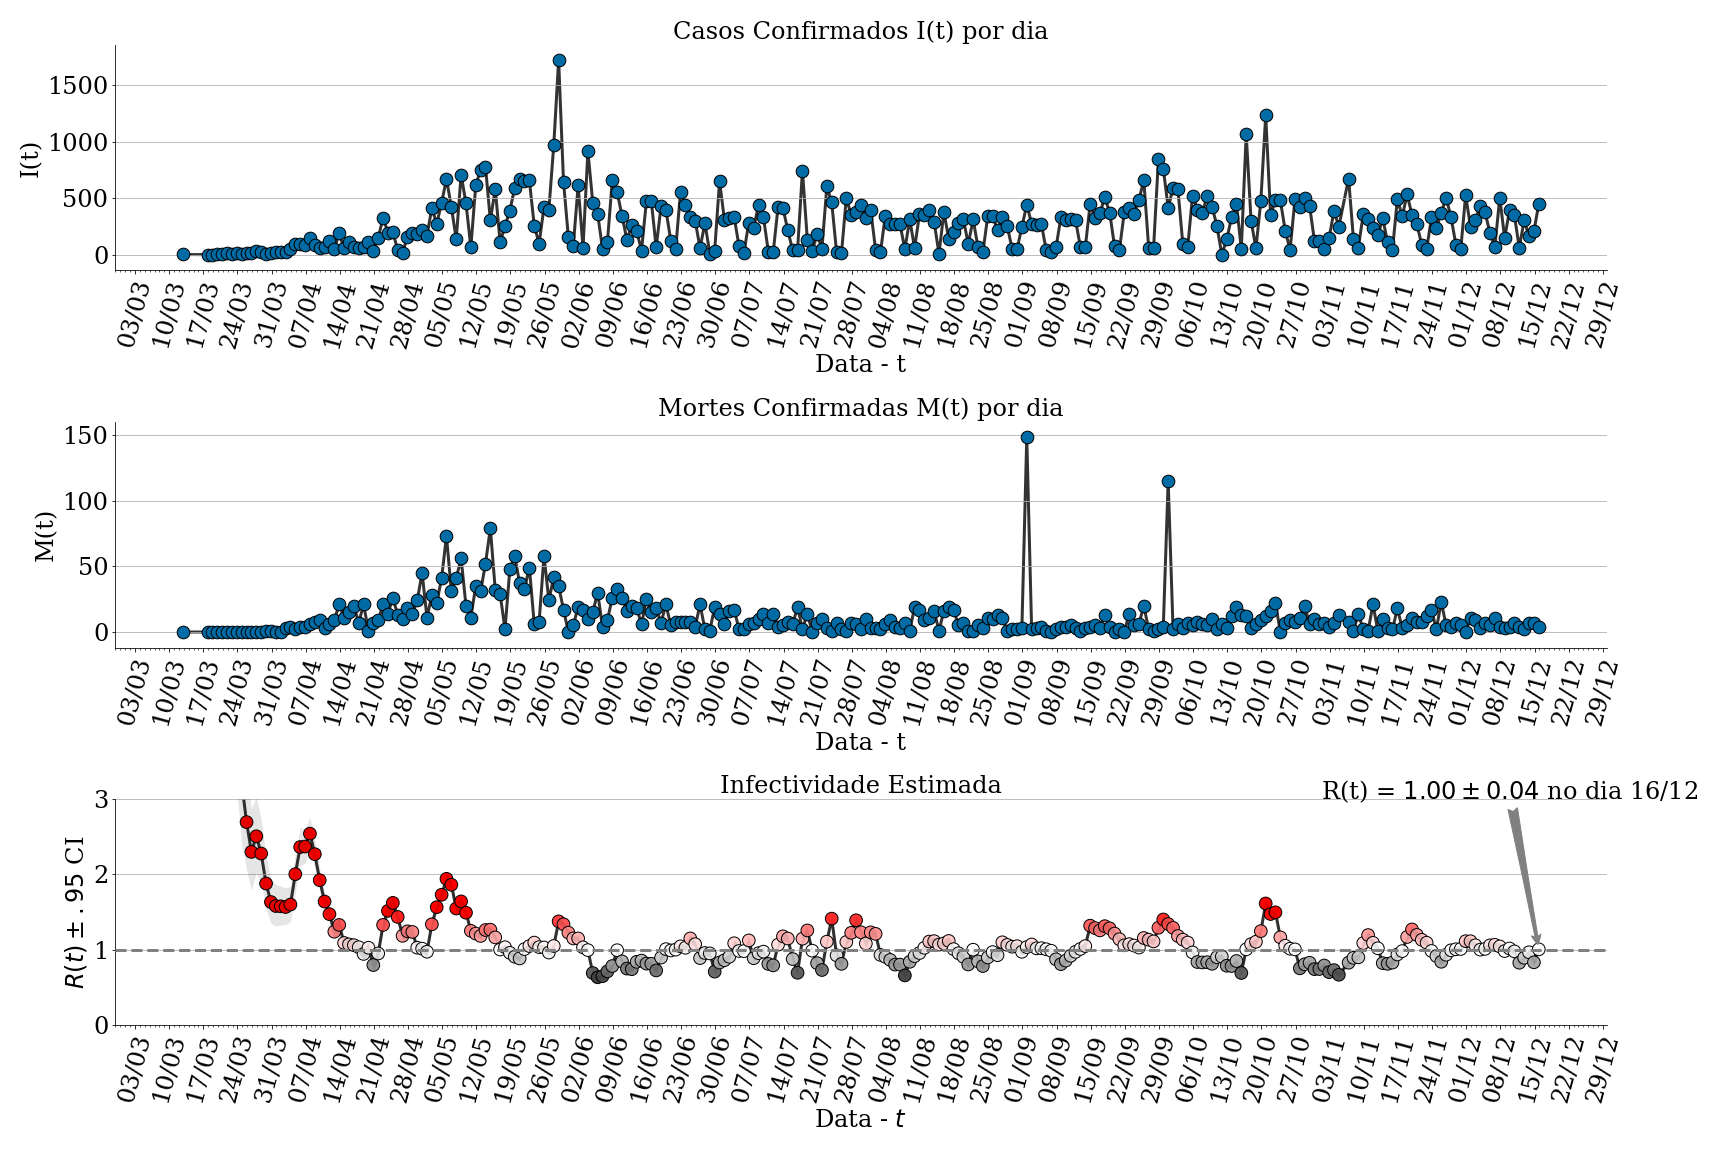 Casos Confirmados I(t) por dia
I(t)
1500
1000
500
0
03/03 10/03 17/03 24/03 31/03 07/04 14/04 21/04 28/04 05/05 12/05 19/05 26/05 02/06 09/06 16/06 23/06 30/06 07/07 14/07 21/07 28/07 04/08 11/08 18/08 25/08 01/09 08/09 15/09 22/09 29/09 06/10 13/10 20/10 27/10 03/11 10/11 17/11 24/11 01/12 08/12 15/12 22/12 29/12
Data - t
Mortes Confirmadas M(t) por dia
M(t)
150
100
50
0
03/03 10/03 17/03 24/03 31/03 07/04 14/04 21/04 28/04 05/05 12/05 19/05 26/05 02/06 09/06 16/06 23/06 30/06 07/07 14/07 21/07 28/07 04/08 11/08 18/08 25/08 01/09 08/09 15/09 22/09 29/09 06/10 13/10 20/10 27/10 03/11 10/11 17/11 24/11 01/12 08/12 15/12 22/12 29/12
Data - t
Infectividade Estimada
R(t) = 1.00 ± 0.04 no dia 16/12
R(t) ± .95 CI
3
2
1
0
03/03 10/03 17/03 24/03 31/03 07/04 14/04 21/04 28/04 05/05 12/05 19/05 26/05 02/06 09/06 16/06 23/06 30/06 07/07 14/07 21/07 28/07 04/08 11/08 18/08 25/08 01/09 08/09 15/09 22/09 29/09 06/10 13/10 20/10 27/10 03/11 10/11 17/11 24/11 01/12 08/12 15/12 22/12 29/12
Data - t